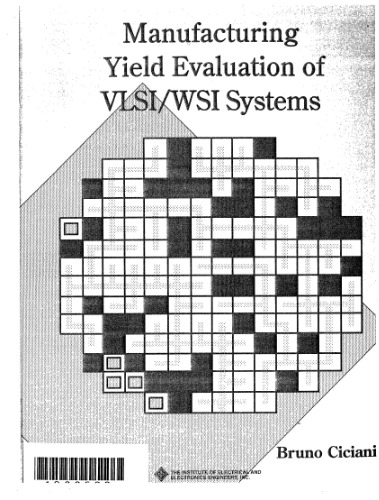 Manufacturing
Yield Evaluation of
VLSI/WSI Systems
Bruno Ciciani
THE INSTITUTE OF ELECTRICAL AND
ELECTRONICS ENGINEERS, INC.